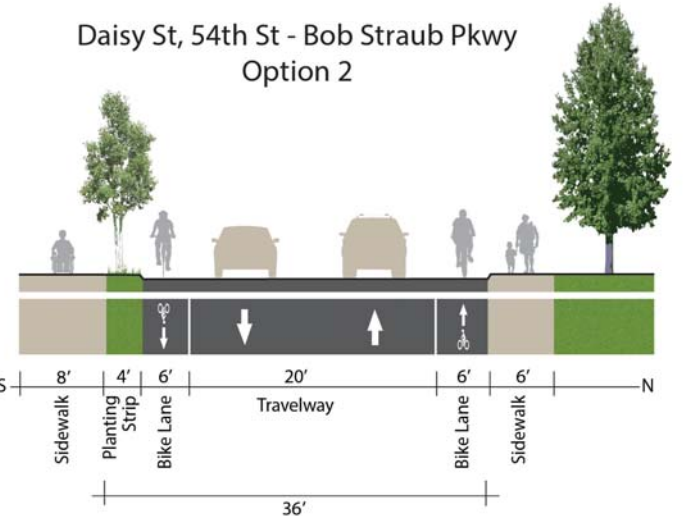 Daisy St, 54th St - Bob Straub Pkwy
Option 2
S 8' 4' 6' 20' 6' 6' N
Sidewalk
Planting
Strip
Bike Lane
Travelway
Bike Lane
Sidewalk
36'